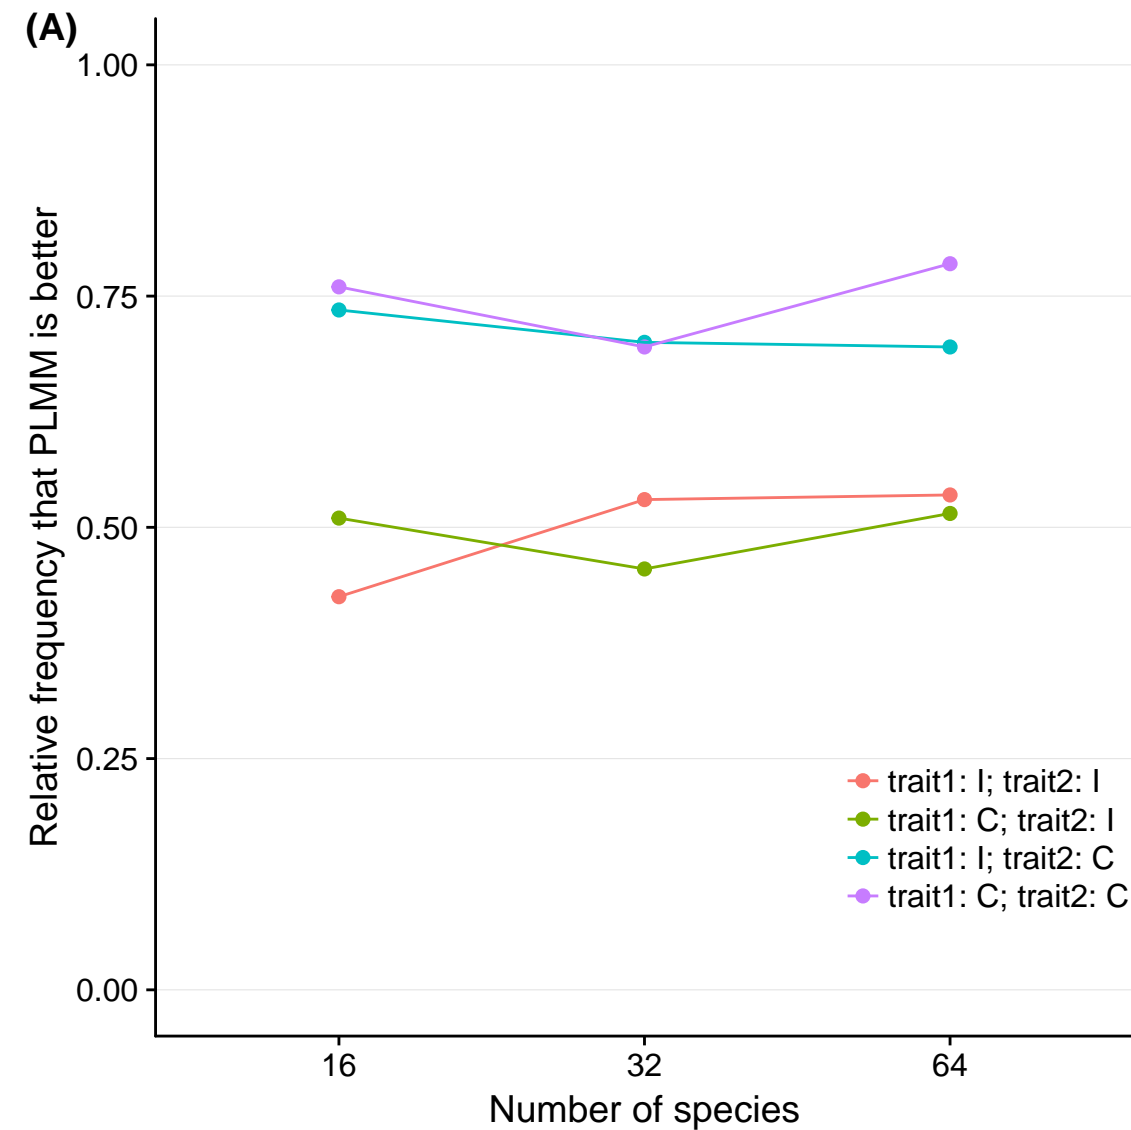 (A)
1.00
0.75
0.50
0.25
0.00
Relative frequency that PLMM is better
trait1: I; trait2: I
trait1: C; trait2: I
trait1: I; trait2: C
trait1: C; trait2: C
16 32 64
Number of species